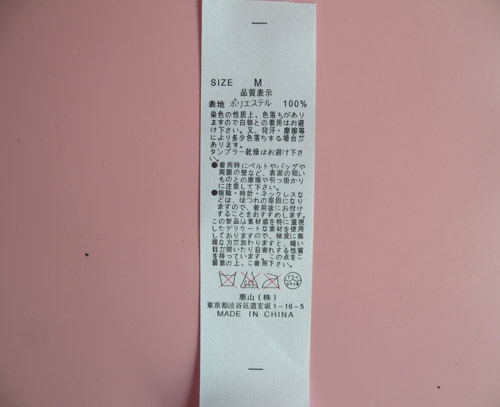 SIZE M
品質表示
表地 ポリエステル 100%
染色の性質上、色落ちがあり
ますので白物との着用はお避
け下さい。又、発汗・摩擦等
により多少色落ちする場合が
あります。
タンブラー乾燥はお避け下さ
い。
●着用時にベルトやバッグや
周囲の壁など、表面の粗い
ものとの摩擦や引っ掛かり
に注意して下さい。
●指輪・時計・ネックレスな
どは、ほつれの原因になり
ますので、着用後にお付け
することをおすすめします。
この製品は素材感を特に重視
したデリケートな素材を使用
しておりますので、極度に無
理な力が加わりますと、縫い
目が開いたり目寄れする性質
を持っています。この点をご
留意の上、ご着用下さい。
惠山(株)
東京都渋谷区道玄坂1-16-5
MADE IN CHINA